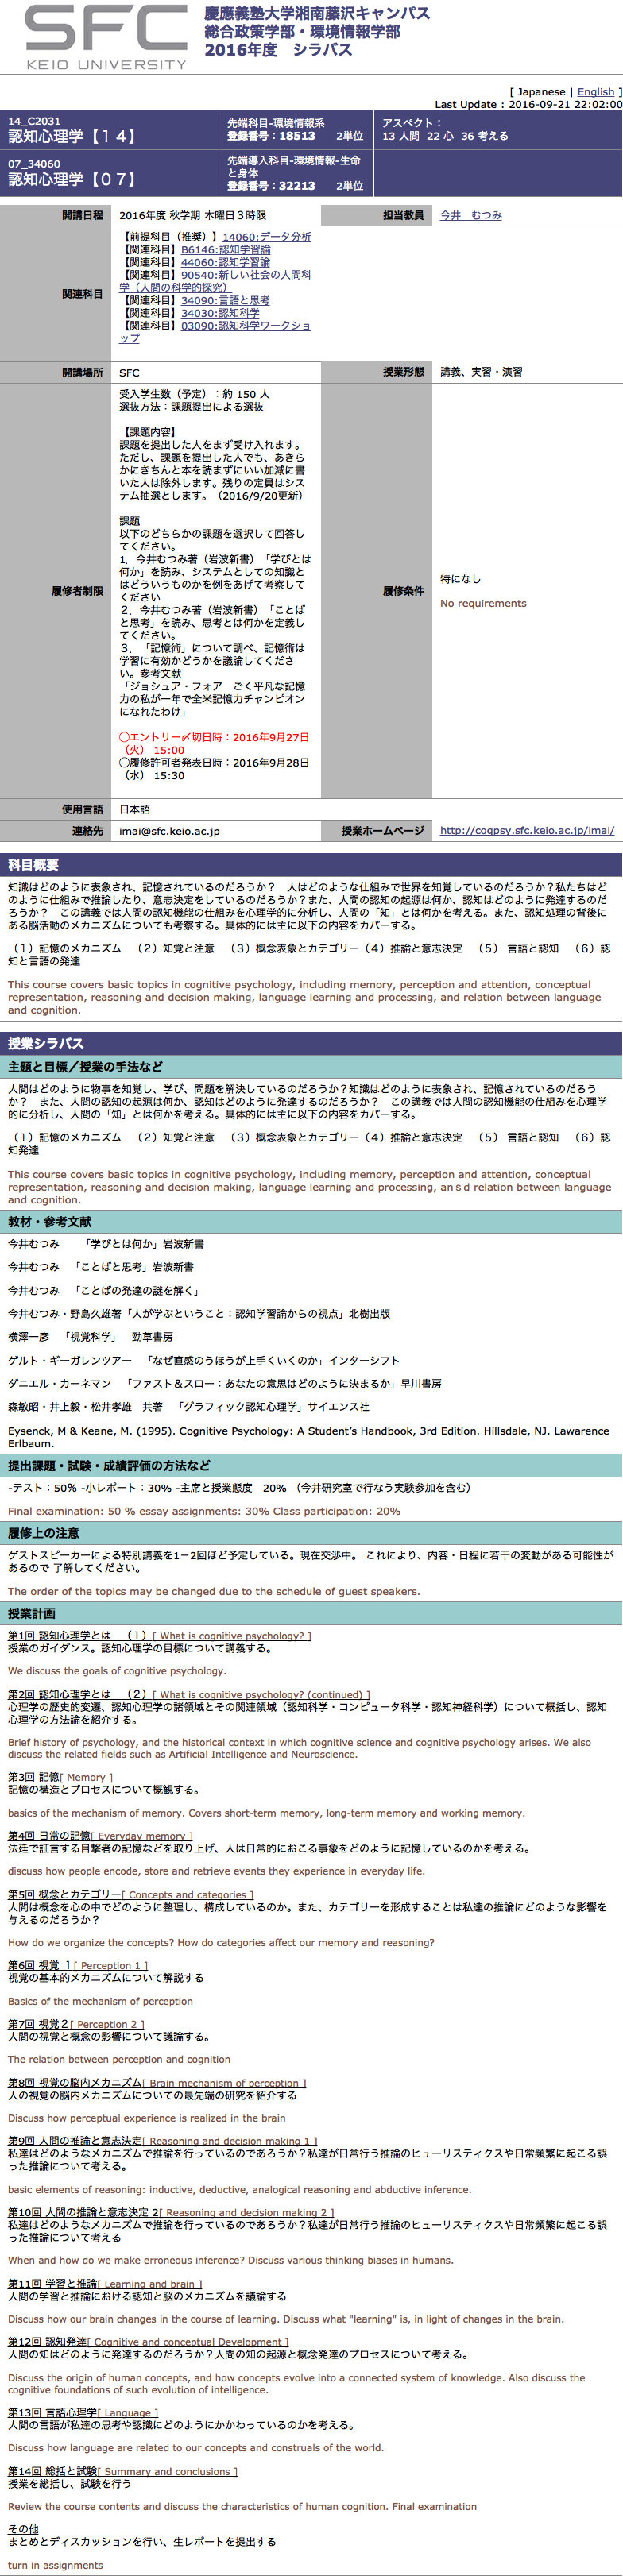 SFC
KEIO UNIVERSITY
慶應義塾大学湘南藤沢キャンパス
総合政策学部・環境情報学部
2016年度　シラバス
[ Japanese | English ]
Last Update : 2016-09-21 22:02:00
14_C2031
認知心理学【１４】
先端科目-環境情報系
登録番号：18513　2単位
アスペクト：
13 人間 22 心 36 考える
07_34060
認知心理学【０７】
先端導入科目-環境情報-生命
と身体
登録番号：32213　2単位
開講日程
2016年度 秋学期 木曜日３時限
担当教員
今井　むつみ
関連科目
【前提科目（推奨）】14060:データ分析
【関連科目】B6146:認知学習論
【関連科目】44060:認知学習論
【関連科目】90540:新しい社会の人間科
学（人間の科学的探究）
【関連科目】34090:言語と思考
【関連科目】34030:認知科学
【関連科目】03090:認知科学ワークショ
ップ
開講場所
SFC
授業形態
講義、実習・演習
履修者制限
受入学生数（予定）：約 150 人
選抜方法：課題提出による選抜
【課題内容】
課題を提出した人をまず受け入れます。
ただし、課題を提出した人でも、あきら
かにきちんと本を読まずにいい加減に書
いた人は除外します。残りの定員はシス
テム抽選とします。（2016/9/20更新）
課題
以下のどちらかの課題を選択して回答し
てください。
1．今井むつみ著（岩波新書）「学びとは
何か」を読み、システムとしての知識と
はどういうものかを例をあげて考察して
ください
２．今井むつみ著（岩波新書）「ことば
と思考」を読み、思考とは何かを定義し
てください。
３．「記憶術」について調べ、記憶術は
学習に有効かどうかを議論してくださ
い。参考文献
「ジョシュア・フォア　ごく平凡な記憶
力の私が一年で全米記憶力チャンピオン
になれたわけ」
◯エントリー〆切日時：2016年9月27日
（火） 15:00
◯履修許可者発表日時：2016年9月28日
（水） 15:30
履修条件
特になし
No requirements
使用言語
日本語
連絡先
imai@sfc.keio.ac.jp
授業ホームページ
http://cogpsy.sfc.keio.ac.jp/imai/
科目概要
知識はどのように表象され、記憶されているのだろうか？　人はどのような仕組みで世界を知覚しているのだろうか？私たちはど
のように仕組みで推論したり、意志決定をしているのだろうか？また、人間の認知の起源は何か、認知はどのように発達するのだろ
うか？　この講義では人間の認知機能の仕組みを心理学的に分析し、人間の「知」とは何かを考える。また、認知処理の背後に
ある脳活動のメカニズムについても考察する。具体的には主に以下の内容をカバーする。
（１）記憶のメカニズム　（２）知覚と注意　（３）概念表象とカテゴリー（４）推論と意志決定　（５） 言語と認知　（６）認
知と言語の発達
This course covers basic topics in cognitive psychology, including memory, perception and attention, conceptual
representation, reasoning and decision making, language learning and processing, and relation between language
and cognition.
授業シラバス
主題と目標／授業の手法など
人間はどのように物事を知覚し、学び、問題を解決しているのだろうか？知識はどのように表象され、記憶されているのだろう
か？　また、人間の認知の起源は何か、認知はどのように発達するのだろうか？　この講義では人間の認知機能の仕組みを心理学
的に分析し、人間の「知」とは何かを考える。具体的には主に以下の内容をカバーする。
（１）記憶のメカニズム　（２）知覚と注意　（３）概念表象とカテゴリー（４）推論と意志決定　（５） 言語と認知　（６）認
知発達
This course covers basic topics in cognitive psychology, including memory, perception and attention, conceptual
representation, reasoning and decision making, language learning and processing, anｓd relation between language
and cognition.
教材・参考文献
今井むつみ　　「学びとは何か」岩波新書
今井むつみ　「ことばと思考」岩波新書
今井むつみ　「ことばの発達の謎を解く」
今井むつみ・野島久雄著「人が学ぶということ：認知学習論からの視点」北樹出版
横澤一彦　「視覚科学」　勁草書房
ゲルト・ギーガレンツアー　「なぜ直感のうほうが上手くいくのか」インターシフト
ダニエル・カーネマン　「ファスト＆スロー：あなたの意思はどのように決まるか」早川書房
森敏昭・井上毅・松井孝雄　共著　「グラフィック認知心理学」サイエンス社
Eysenck, M & Keane, M. (1995). Cognitive Psychology: A Student’s Handbook, 3rd Edition. Hillsdale, NJ. Lawarence
Erlbaum.
提出課題・試験・成績評価の方法など
-テスト：50％ -小レポート：30% -主席と授業態度　20% （今井研究室で行なう実験参加を含む）
Final examination: 50 % essay assignments: 30% Class participation: 20%
履修上の注意
ゲストスピーカーによる特別講義を1−2回ほど予定している。現在交渉中。 これにより、内容・日程に若干の変動がある可能性が
あるので 了解してください。
The order of the topics may be changed due to the schedule of guest speakers.
授業計画
第1回 認知心理学とは　（１）[ What is cognitive psychology? ]
授業のガイダンス。認知心理学の目標について講義する。
We discuss the goals of cognitive psychology.
第2回 認知心理学とは　（２）[ What is cognitive psychology? (continued) ]
心理学の歴史的変遷、認知心理学の諸領域とその関連領域（認知科学・コンピュータ科学・認知神経科学）について概括し、認知
心理学の方法論を紹介する。
Brief history of psychology, and the historical context in which cognitive science and cognitive psychology arises. We also
discuss the related fields such as Artificial Intelligence and Neuroscience.
第3回 記憶[ Memory ]
記憶の構造とプロセスについて概観する。
basics of the mechanism of memory. Covers short-term memory, long-term memory and working memory.
第4回 日常の記憶[ Everyday memory ]
法廷で証言する目撃者の記憶などを取り上げ、人は日常的におこる事象をどのように記憶しているのかを考える。
discuss how people encode, store and retrieve events they experience in everyday life.
第5回 概念とカテゴリー[ Concepts and categories ]
人間は概念を心の中でどのように整理し、構成しているのか。また、カテゴリーを形成することは私達の推論にどのような影響を
与えるのだろうか？
How do we organize the concepts? How do categories affect our memory and reasoning?
第6回 視覚 １[ Perception 1 ]
視覚の基本的メカニズムについて解説する
Basics of the mechanism of perception
第7回 視覚２[ Perception 2 ]
人間の視覚と概念の影響について議論する。
The relation between perception and cognition
第8回 視覚の脳内メカニズム[ Brain mechanism of perception ]
人の視覚の脳内メカニズムについての最先端の研究を紹介する
Discuss how perceptual experience is realized in the brain
第9回 人間の推論と意志決定[ Reasoning and decision making 1 ]
私達はどのようなメカニズムで推論を行っているのであろうか？私達が日常行う推論のヒューリスティクスや日常頻繁に起こる誤
った推論について考える。
basic elements of reasoning: inductive, deductive, analogical reasoning and abductive inference.
第10回 人間の推論と意志決定 2[ Reasoning and decision making 2 ]
私達はどのようなメカニズムで推論を行っているのであろうか？私達が日常行う推論のヒューリスティクスや日常頻繁に起こる誤
った推論について考える
When and how do we make erroneous inference? Discuss various thinking biases in humans.
第11回 学習と推論[ Learning and brain ]
人間の学習と推論における認知と脳のメカニズムを議論する
Discuss how our brain changes in the course of learning. Discuss what "learning" is, in light of changes in the brain.
第12回 認知発達[ Cognitive and conceptual Development ]
人間の知はどのように発達するのだろうか？人間の知の起源と概念発達のプロセスについて考える。
Discuss the origin of human concepts, and how concepts evolve into a connected system of knowledge. Also discuss the
cognitive foundations of such evolution of intelligence.
第13回 言語心理学[ Language ]
人間の言語が私達の思考や認識にどのようにかかわっているのかを考える。
Discuss how language are related to our concepts and construals of the world.
第14回 総括と試験[ Summary and conclusions ]
授業を総括し、試験を行う
Review the course contents and discuss the characteristics of human cognition. Final examination
その他
まとめとディスカッションを行い、生レポートを提出する
turn in assignments